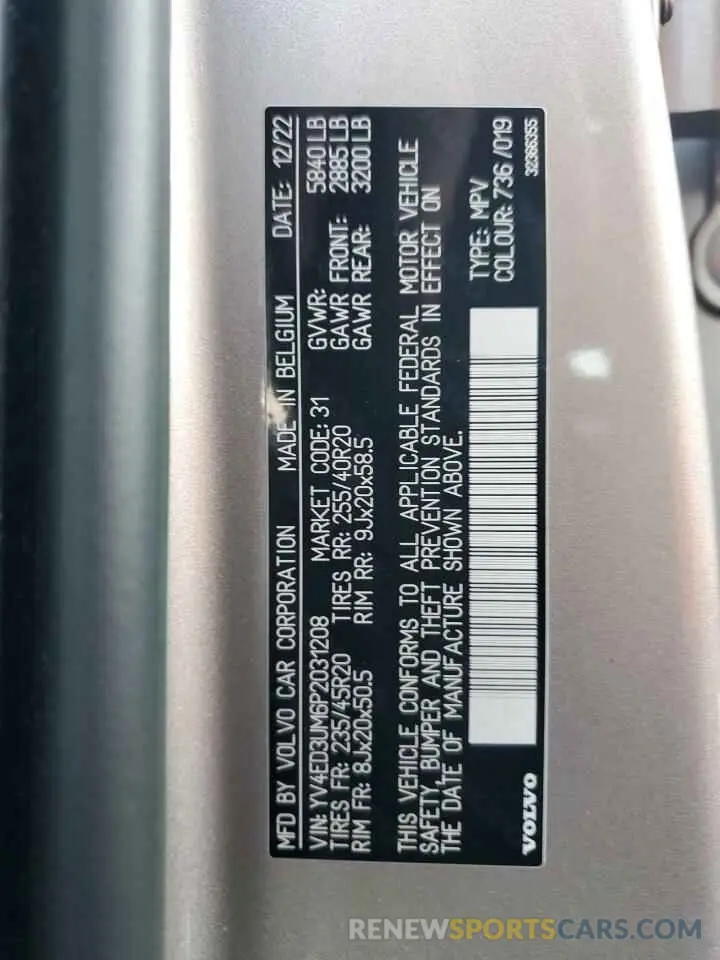 MFD BY VOLVO CAR CORPORATION MADE IN BELGIUM DATE: 12/22
VIN: YV4ED3UM6P2031208 MARKET CODE: 31 GVWR: 5840 LB
TIRES FR: 235/45R20 TIRES RR: 255/40R20 GAWR FRONT: 2885 LB
RIM FR: 8Jx20x50.5 RIM RR: 9Jx20x58.5 GAWR REAR: 3200 LB
THIS VEHICLE CONFORMS TO ALL APPLICABLE FEDERAL MOTOR VEHICLE
SAFETY, BUMPER AND THEFT PREVENTION STANDARDS IN EFFECT ON
THE DATE OF MANUFACTURE SHOWN ABOVE.
TYPE: MPV
COLOUR: 736 /019
VOLVO
32366355
RENEWSPORTSCARS.COM